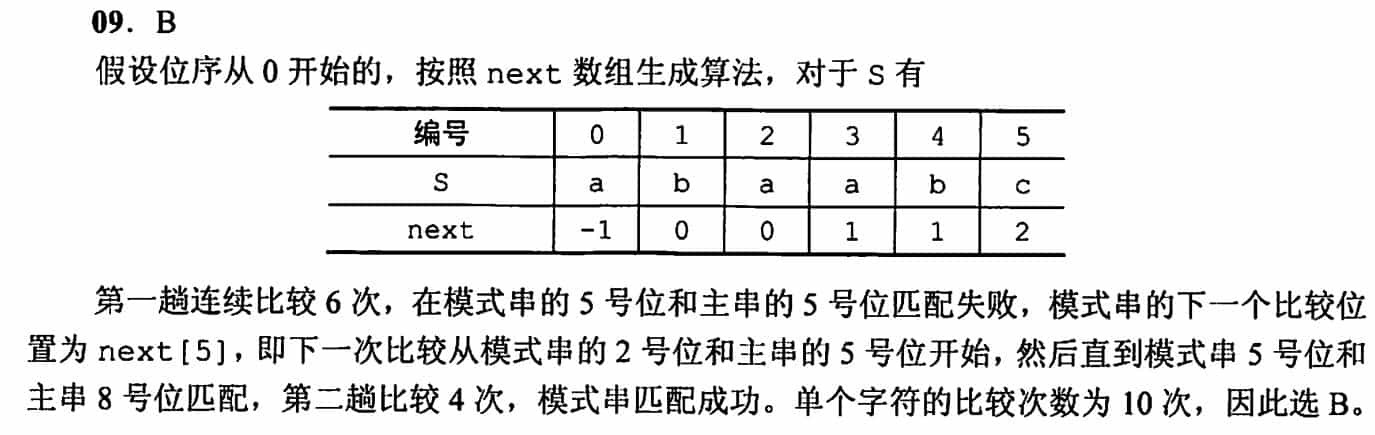 09. B
假设位序从 0 开始的，按照 next 数组生成算法，对于 S 有
编号 0 1 2 3 4 5
S a b a a b c
next -1 0 0 1 1 2
第一趟连续比较 6 次，在模式串的 5 号位和主串的 5 号位匹配失败，模式串的下一个比较位
置为 next[5]，即下一次比较从模式串的 2 号位和主串的 5 号位开始，然后直到模式串 5 号位和
主串 8 号位匹配，第二趟比较 4 次，模式串匹配成功。单个字符的比较次数为 10 次，因此选 B。